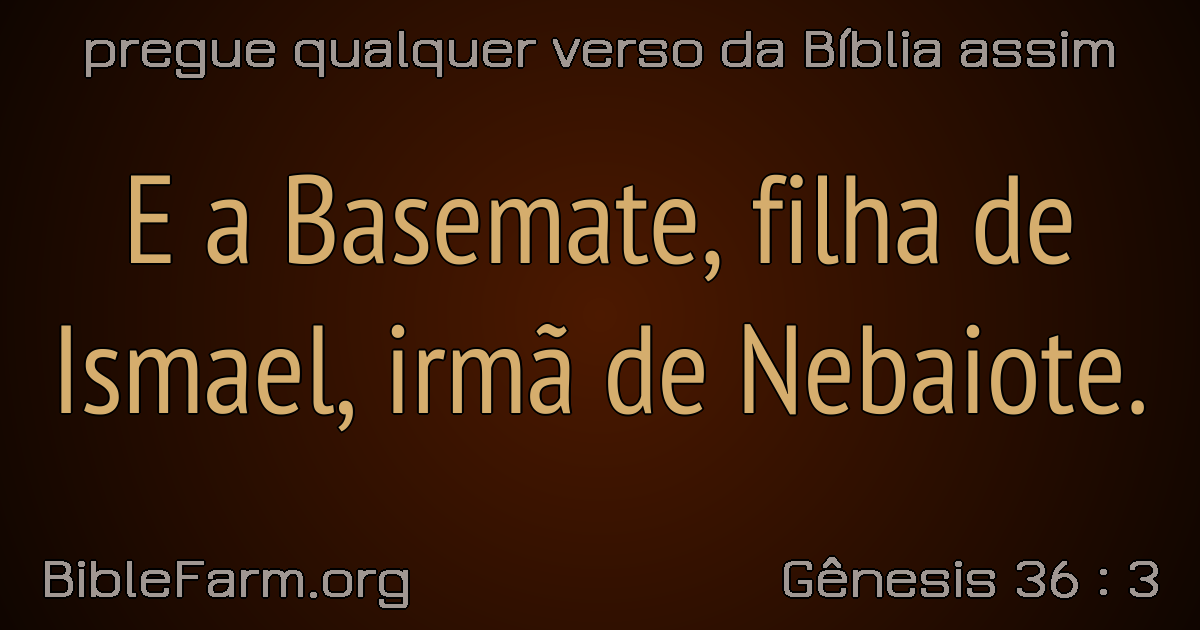 pregue qualquer verso da Bíblia assim
E a Basemate, filha de
Ismael, irmã de Nebaiote.
BibleFarm.org
Gênesis 36 : 3